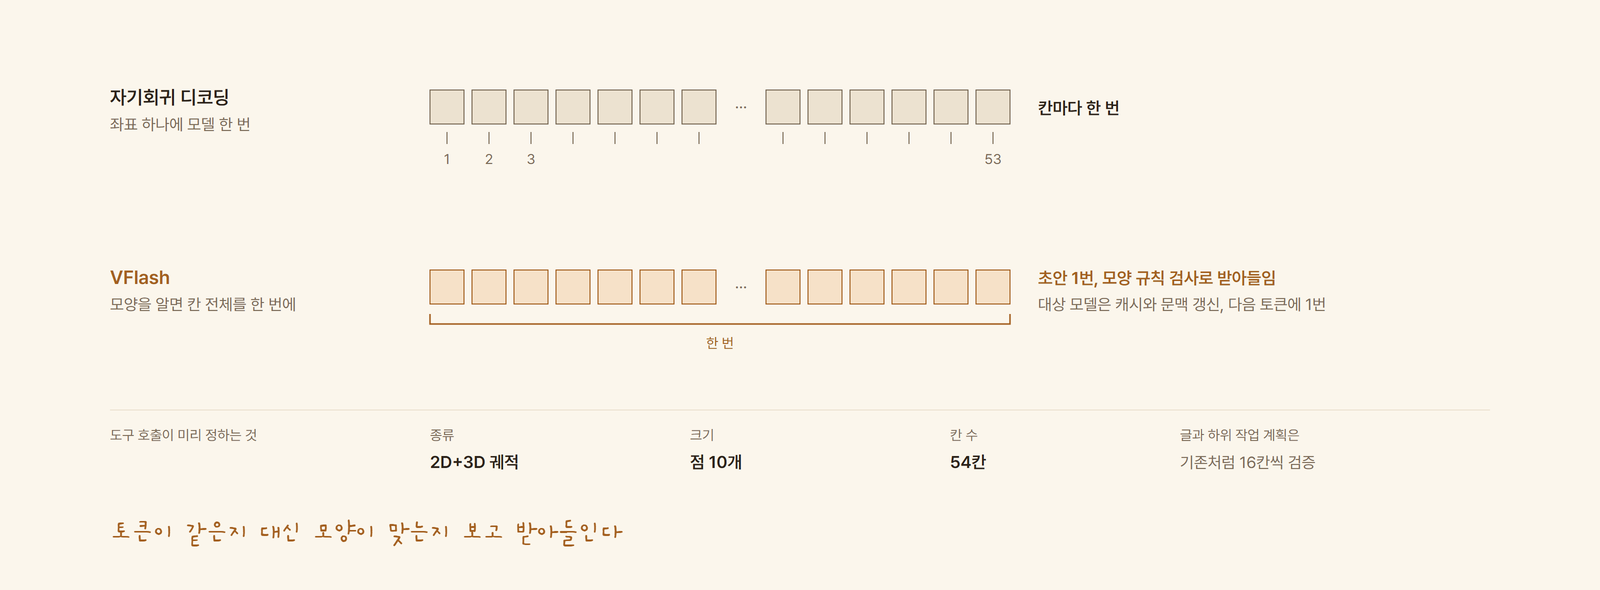 자기회귀 디코딩
좌표 하나에 모델 한 번
...
칸마다 한 번
1 2 3 53
VFlash
모양을 알면 칸 전체를 한 번에
...
초안 1번, 모양 규칙 검사로 받아들임
대상 모델은 캐시와 문맥 갱신, 다음 토큰에 1번
한 번
도구 호출이 미리 정하는 것
종류
2D+3D 궤적
크기
점 10개
칸 수
54칸
글과 하위 작업 계획은
기존처럼 16칸씩 검증
토큰이 같은지 대신 모양이 맞는지 보고 받아들인다